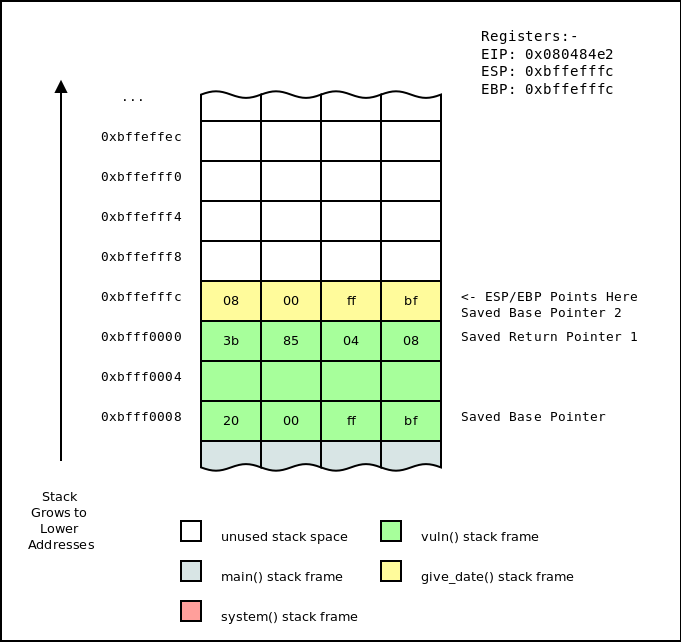 Registers:-
EIP: 0x080484e2
ESP: 0xbffefffc
EBP: 0xbffefffc
...
0xbffeffec
0xbffefff0
0xbffefff4
0xbffefff8
0xbffefffc 08 00 ff bf <- ESP/EBP Points Here
Saved Base Pointer 2
0xbfff0000 3b 85 04 08 Saved Return Pointer 1
0xbfff0004
0xbfff0008 20 00 ff bf Saved Base Pointer
Stack
Grows to
Lower
Addresses
unused stack space
vuln() stack frame
main() stack frame
give_date() stack frame
system() stack frame